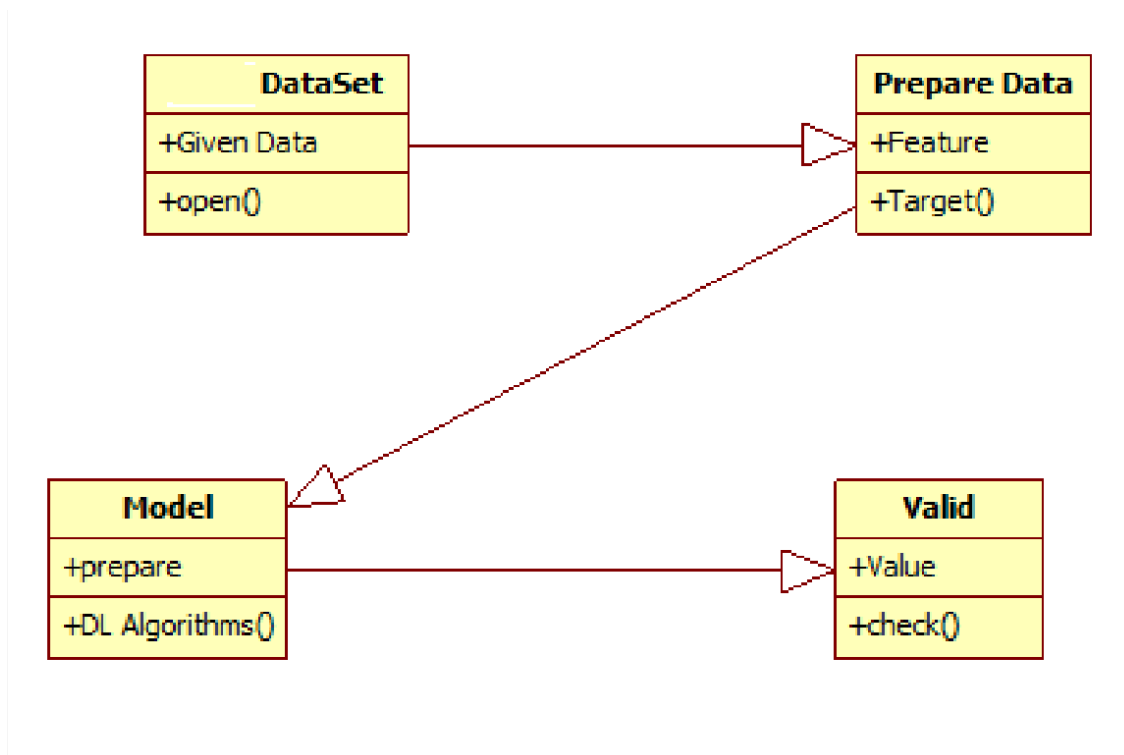 DataSet
+Given Data
+open()
Prepare Data
+Feature
+Target()
Model
+prepare
+DL Algorithms()
Valid
+Value
+check()